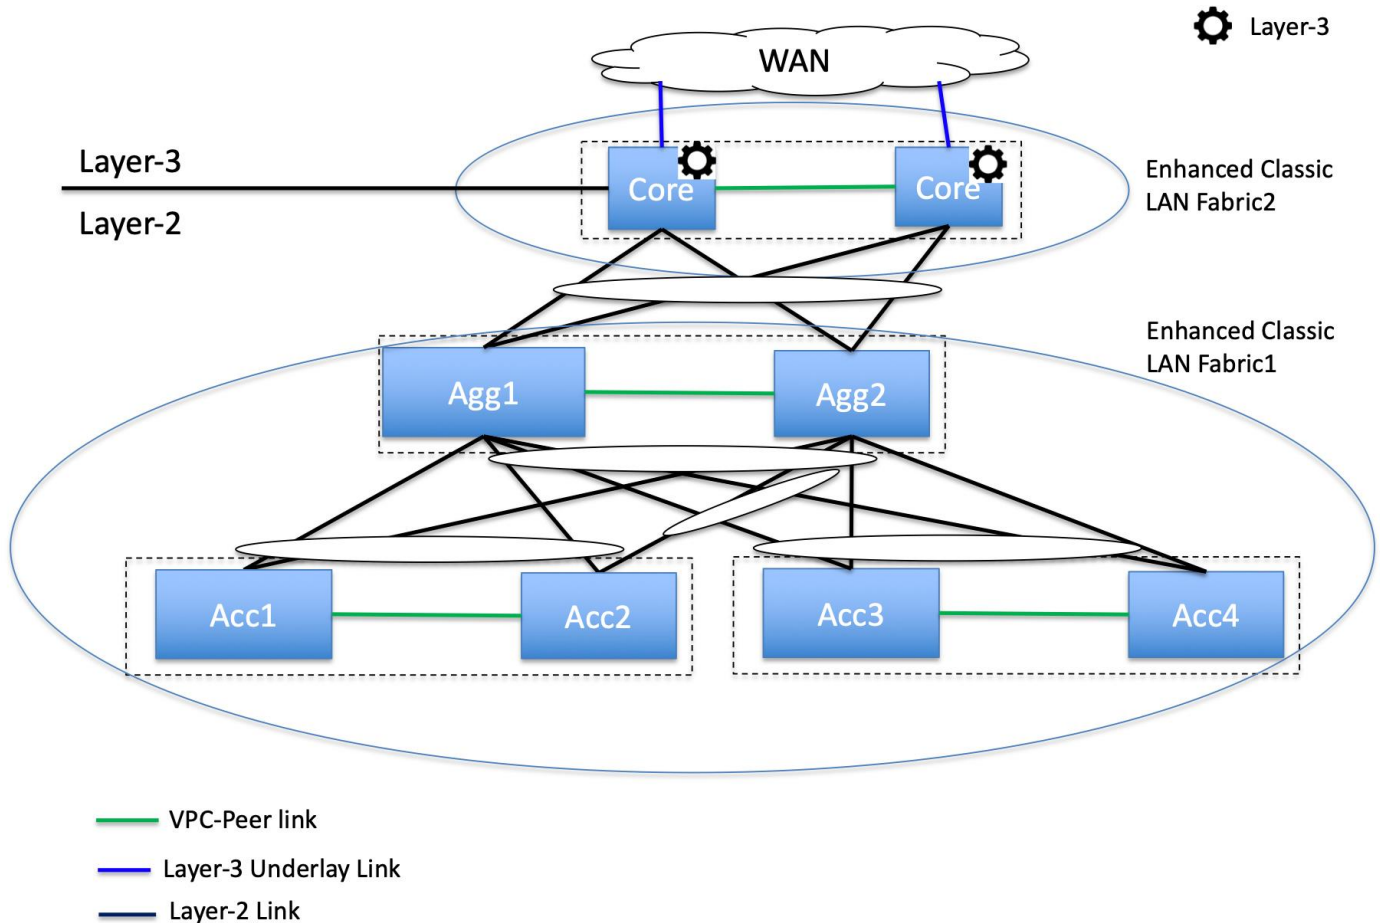 Layer-3
WAN
Layer-3
Layer-2
Core
Core
Enhanced Classic
LAN Fabric2
Enhanced Classic
LAN Fabric1
Agg1
Agg2
Acc1
Acc2
Acc3
Acc4
VPC-Peer link
Layer-3 Underlay Link
Layer-2 Link